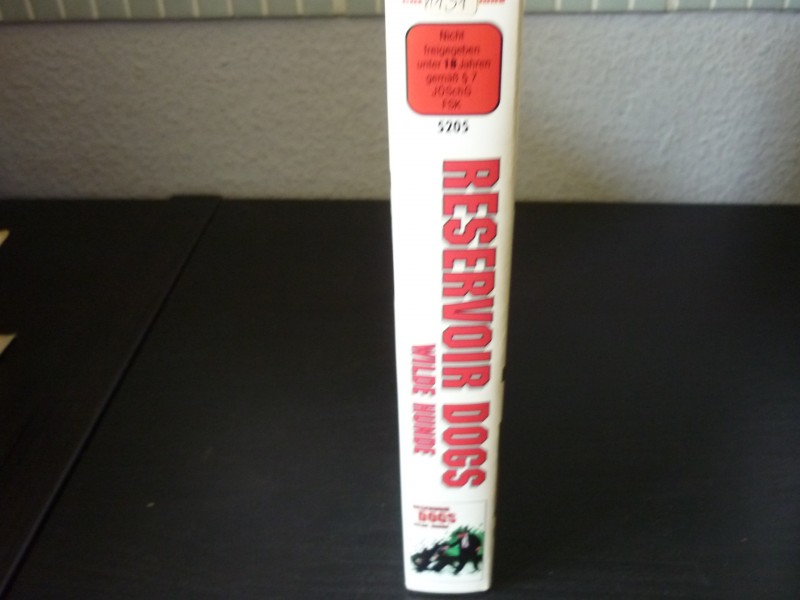 Nicht
freigegeben
unter 18 Jahren
gemäß § 7
JÖSchG
FSK
5205
RESERVOIR DOGS
WILDE HUNDE
DOGS